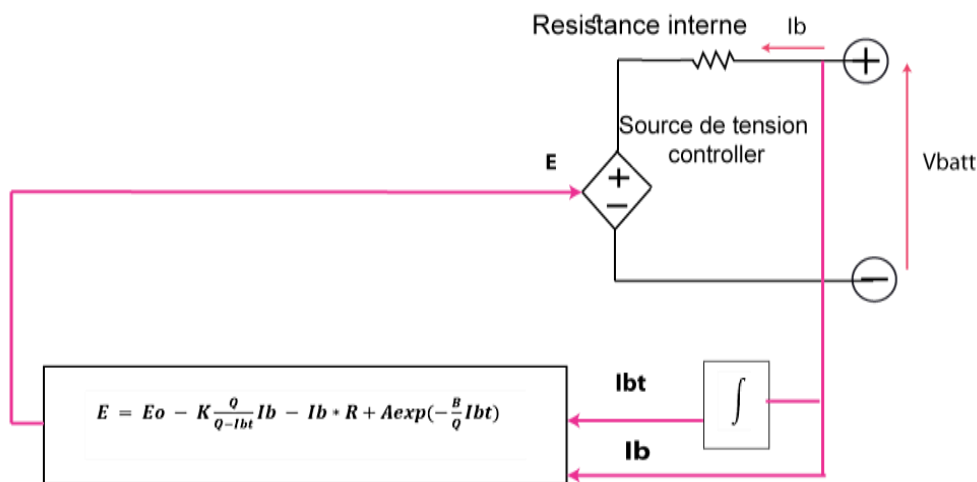 Resistance interne
Ib
+
Source de tension
controller
E
+
−
Vbatt
−
Ibt
∫
E = Eo − K Q/(Q−Ibt) Ib − Ib * R + Aexp(−B/Q Ibt)
Ib